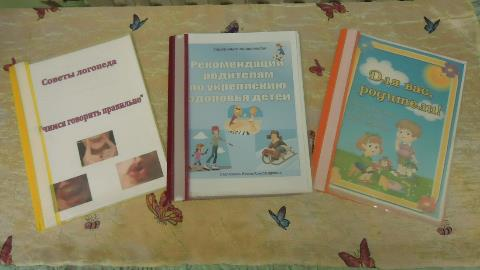 Советы логопеда
"Учимся говорить правильно"
Рекомендации
родителям
по укреплению
здоровья детей
Для вас,
родители!